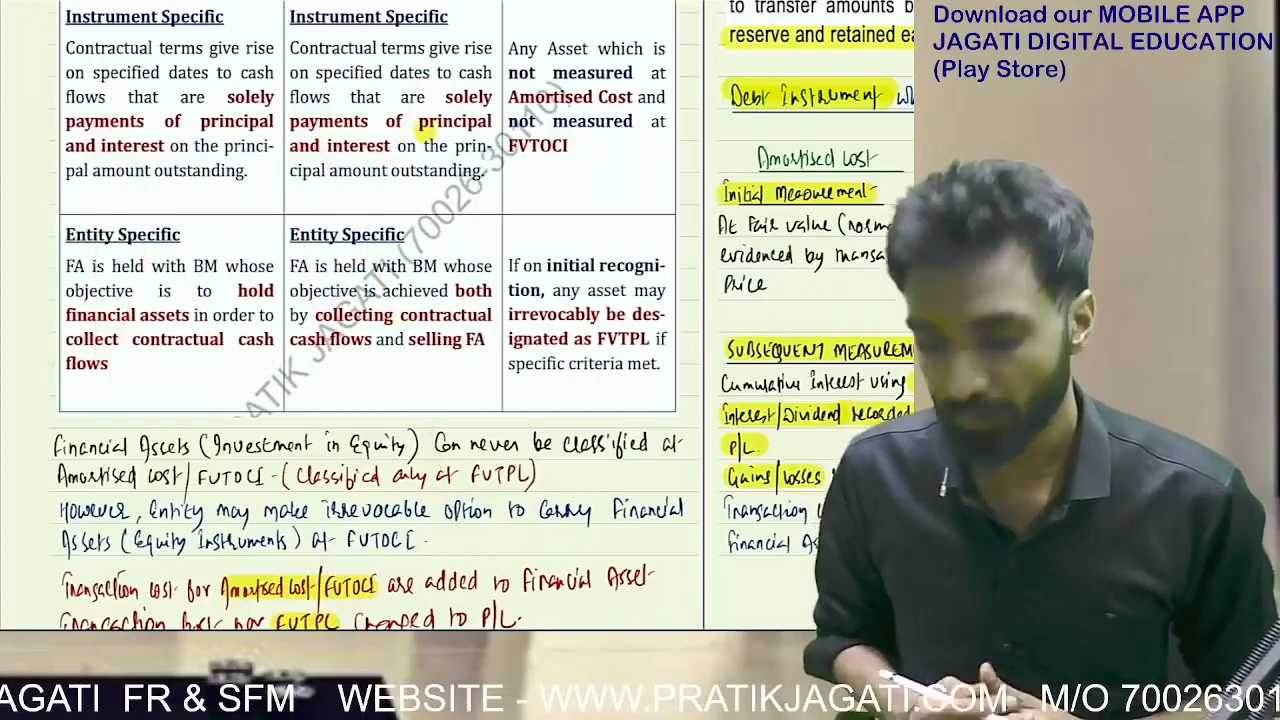 Instrument Specific
Contractual terms give rise
on specified dates to cash
flows that are solely
payments of principal
and interest on the princi-
pal amount outstanding.
Instrument Specific
Contractual terms give rise
on specified dates to cash
flows that are solely
payments of principal
and interest on the prin-
cipal amount outstanding.
Any Asset which is
not measured at
Amortised Cost and
not measured at
FVTOCI
Entity Specific
FA is held with BM whose
objective is to hold
financial assets in order to
collect contractual cash
flows
Entity Specific
FA is held with BM whose
objective is achieved both
by collecting contractual
cash flows and selling FA
If on initial recogni-
tion, any asset may
irrevocably be des-
ignated as FVTPL if
specific criteria met.
PRATIK JAGATI (70026-30110)
Financial Assets (Investment in Equity) Can never be classified at
Amortised Cost/FVTOCI - (Classified only at FVTPL)
However, Entity may make irrevocable option to carry Financial
Assets (Equity Instruments) at FVTOCI.
Transaction cost for Amortised Cost/FVTOCI are added to Financial Asset
Transaction cost for FVTPL charged to P/L.
to transfer amounts b
reserve and retained ea
Debt Instrument
Amortised Cost
Initial Measurement
At Fair value (norm
evidenced by transa
Price
SUBSEQUENT MEASUREM
Cumulative Interest using
Interest/Dividend recorded
P/L.
Gains/losses
Transaction
Financial As
Download our MOBILE APP
JAGATI DIGITAL EDUCATION
(Play Store)
AGATI FR & SFM WEBSITE - WWW.PRATIKJAGATI.COM M/O 70026301